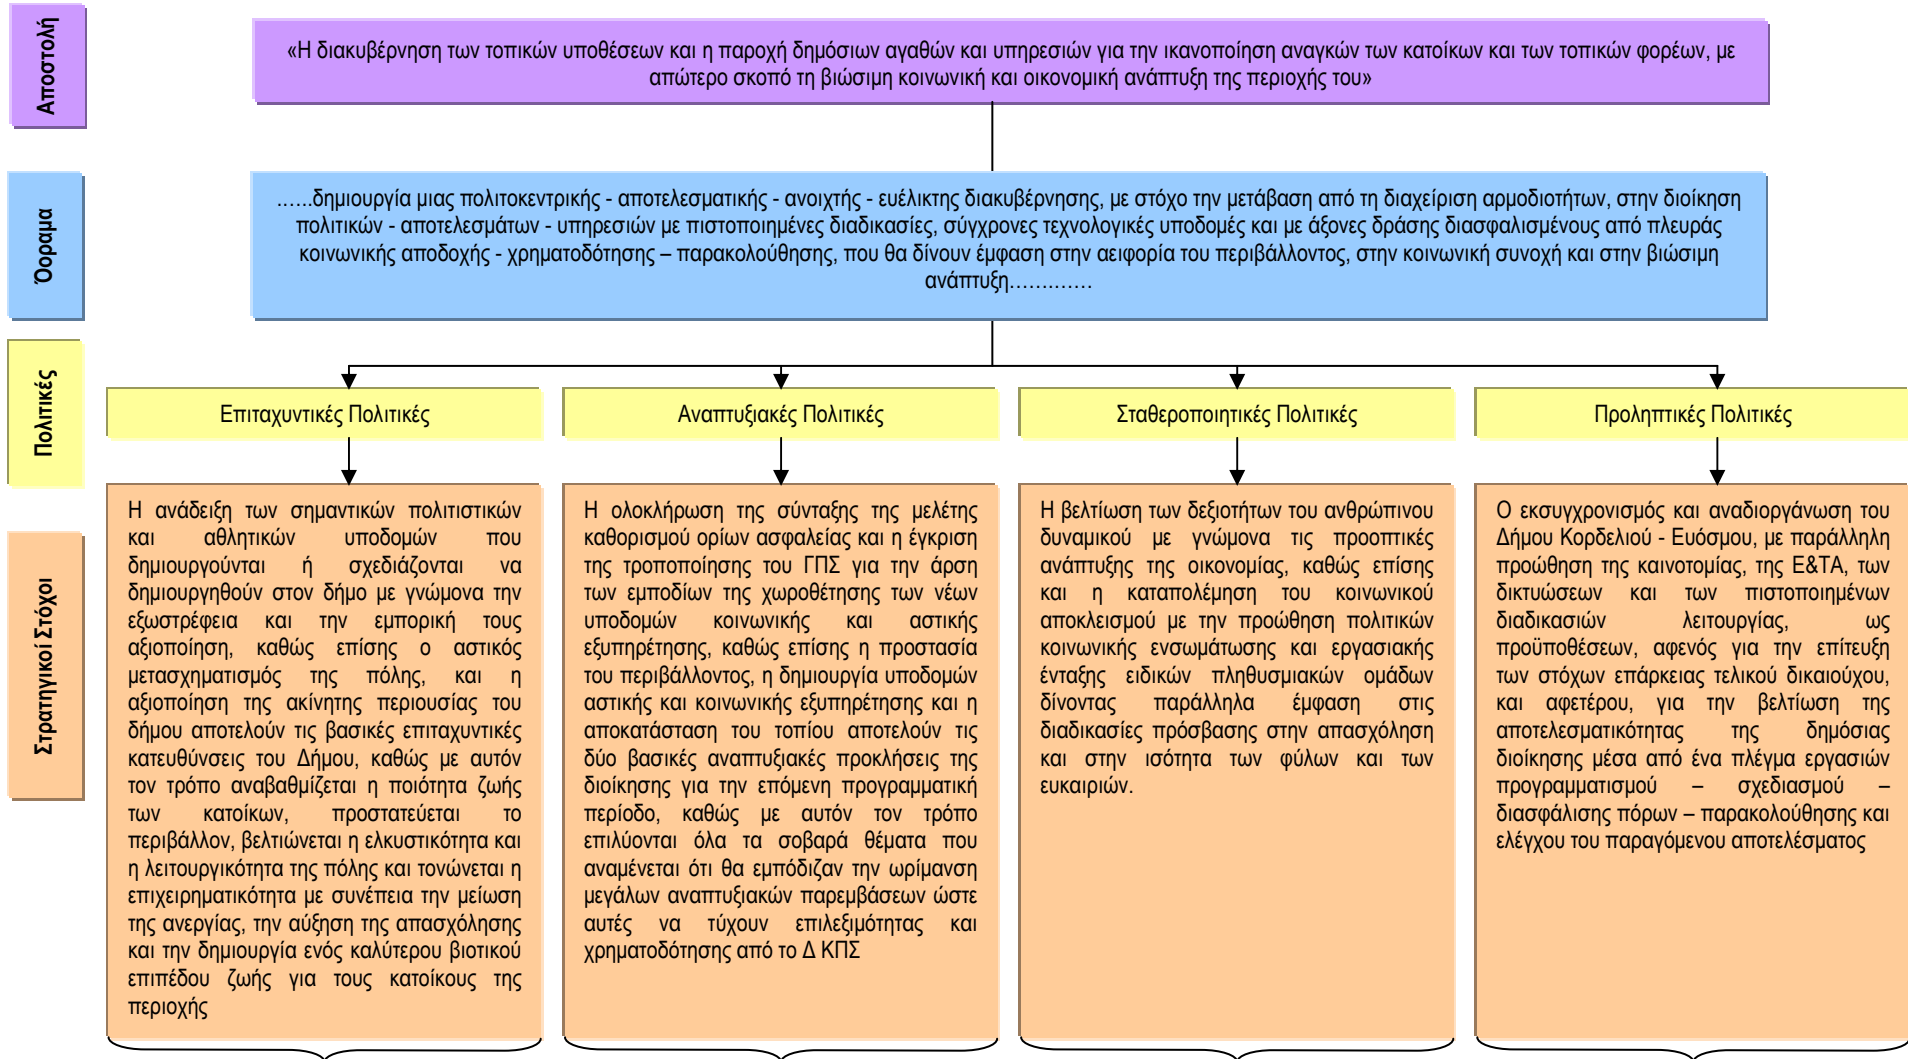 Αποστολή
«Η διακυβέρνηση των τοπικών υποθέσεων και η παροχή δημόσιων αγαθών και υπηρεσιών για την ικανοποίηση αναγκών των κατοίκων και των τοπικών φορέων, με
απώτερο σκοπό τη βιώσιμη κοινωνική και οικονομική ανάπτυξη της περιοχής του»
Όραμα
…...δημιουργία μιας πολιτοκεντρικής - αποτελεσματικής - ανοιχτής - ευέλικτης διακυβέρνησης, με στόχο την μετάβαση από τη διαχείριση αρμοδιοτήτων, στην διοίκηση
πολιτικών - αποτελεσμάτων - υπηρεσιών με πιστοποιημένες διαδικασίες, σύγχρονες τεχνολογικές υποδομές και με άξονες δράσης διασφαλισμένους από πλευράς
κοινωνικής αποδοχής - χρηματοδότησης – παρακολούθησης, που θα δίνουν έμφαση στην αειφορία του περιβάλλοντος, στην κοινωνική συνοχή και στην βιώσιμη
ανάπτυξη…….……
Πολιτικές
Επιταχυντικές Πολιτικές
Αναπτυξιακές Πολιτικές
Σταθεροποιητικές Πολιτικές
Προληπτικές Πολιτικές
Στρατηγικοί Στόχοι
Η ανάδειξη των σημαντικών πολιτιστικών
και αθλητικών υποδομών που
δημιουργούνται ή σχεδιάζονται να
δημιουργηθούν στον δήμο με γνώμονα την
εξωστρέφεια και την εμπορική τους
αξιοποίηση, καθώς επίσης ο αστικός
μετασχηματισμός της πόλης, και η
αξιοποίηση της ακίνητης περιουσίας του
δήμου αποτελούν τις βασικές επιταχυντικές
κατευθύνσεις του Δήμου, καθώς με αυτόν
τον τρόπο αναβαθμίζεται η ποιότητα ζωής
των κατοίκων, προστατεύεται το
περιβάλλον, βελτιώνεται η ελκυστικότητα και
η λειτουργικότητα της πόλης και τονώνεται η
επιχειρηματικότητα με συνέπεια την μείωση
της ανεργίας, την αύξηση της απασχόλησης
και την δημιουργία ενός καλύτερου βιοτικού
επιπέδου ζωής για τους κατοίκους της
περιοχής
Η ολοκλήρωση της σύνταξης της μελέτης
καθορισμού ορίων ασφαλείας και η έγκριση
της τροποποίησης του ΓΠΣ για την άρση
των εμποδίων της χωροθέτησης των νέων
υποδομών κοινωνικής και αστικής
εξυπηρέτησης, καθώς επίσης η προστασία
του περιβάλλοντος, η δημιουργία υποδομών
αστικής και κοινωνικής εξυπηρέτησης και η
αποκατάσταση του τοπίου αποτελούν τις
δύο βασικές αναπτυξιακές προκλήσεις της
διοίκησης για την επόμενη προγραμματική
περίοδο, καθώς με αυτόν τον τρόπο
επιλύονται όλα τα σοβαρά θέματα που
αναμένεται ότι θα εμπόδιζαν την ωρίμανση
μεγάλων αναπτυξιακών παρεμβάσεων ώστε
αυτές να τύχουν επιλεξιμότητας και
χρηματοδότησης από το Δ ΚΠΣ
Η βελτίωση των δεξιοτήτων του ανθρώπινου
δυναμικού με γνώμονα τις προοπτικές
ανάπτυξης της οικονομίας, καθώς επίσης
και η καταπολέμηση του κοινωνικού
αποκλεισμού με την προώθηση πολιτικών
κοινωνικής ενσωμάτωσης και εργασιακής
ένταξης ειδικών πληθυσμιακών ομάδων
δίνοντας παράλληλα έμφαση στις
διαδικασίες πρόσβασης στην απασχόληση
και στην ισότητα των φύλων και των
ευκαιριών.
Ο εκσυγχρονισμός και αναδιοργάνωση του
Δήμου Κορδελιού - Ευόσμου, με παράλληλη
προώθηση της καινοτομίας, της Ε&ΤΑ, των
δικτυώσεων και των πιστοποιημένων
διαδικασιών λειτουργίας, ως
προϋποθέσεων, αφενός για την επίτευξη
των στόχων επάρκειας τελικού δικαιούχου,
και αφετέρου, για την βελτίωση της
αποτελεσματικότητας της δημόσιας
διοίκησης μέσα από ένα πλέγμα εργασιών
προγραμματισμού – σχεδιασμού –
διασφάλισης πόρων – παρακολούθησης και
ελέγχου του παραγόμενου αποτελέσματος